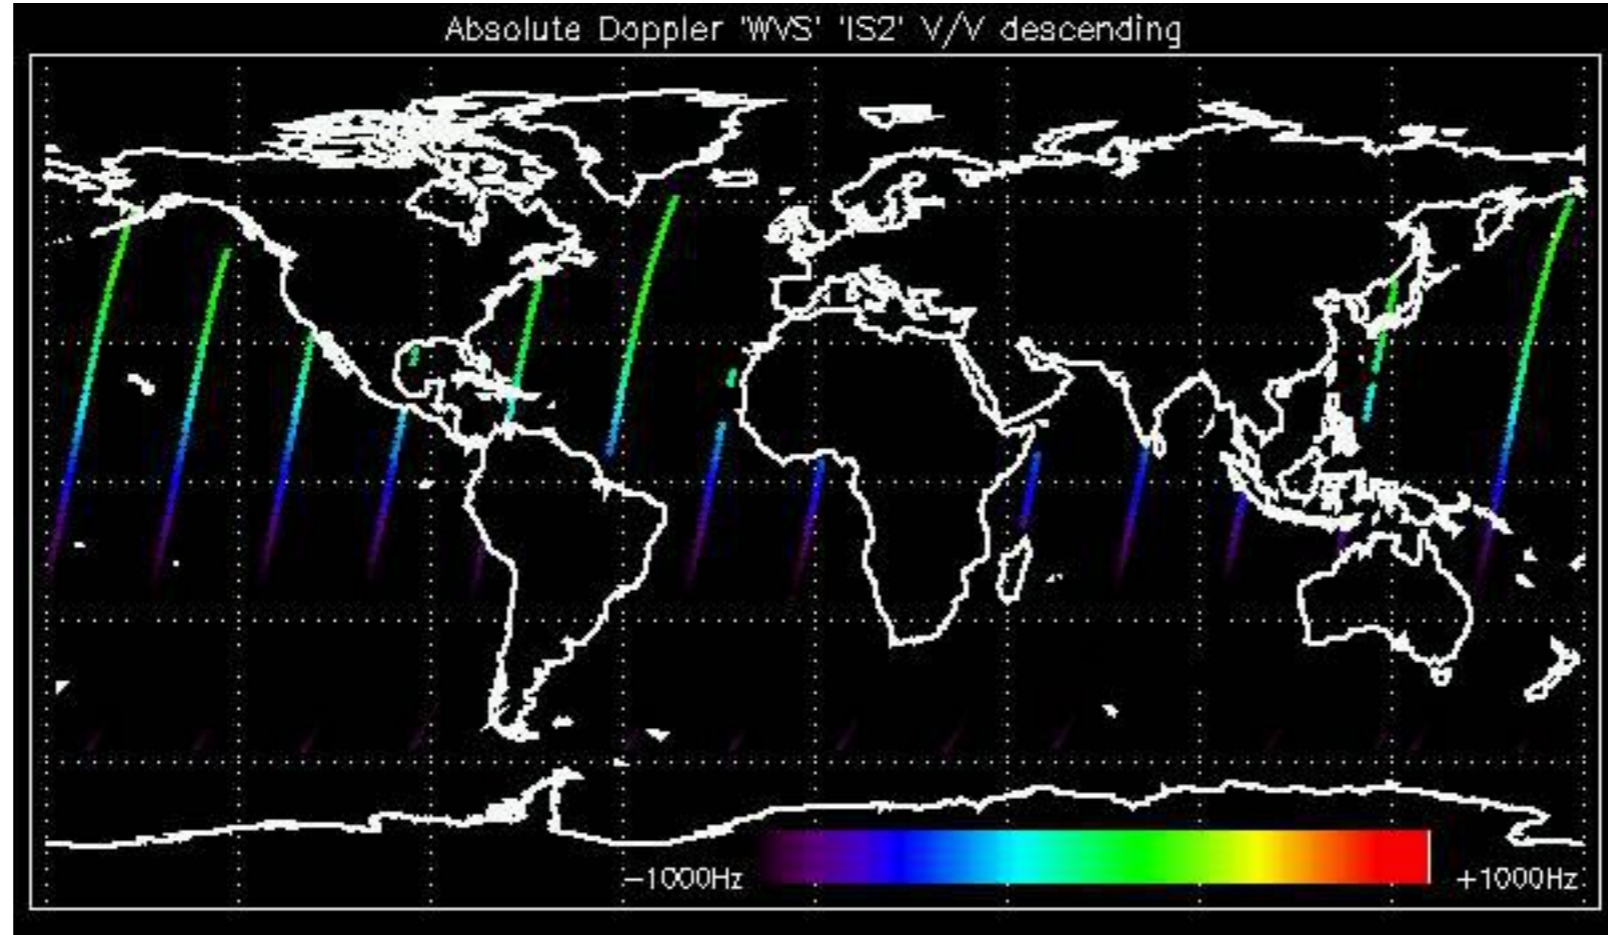 Absolute Doppler 'WVS' 'IS2' V/V descending
-1000Hz
+1000Hz